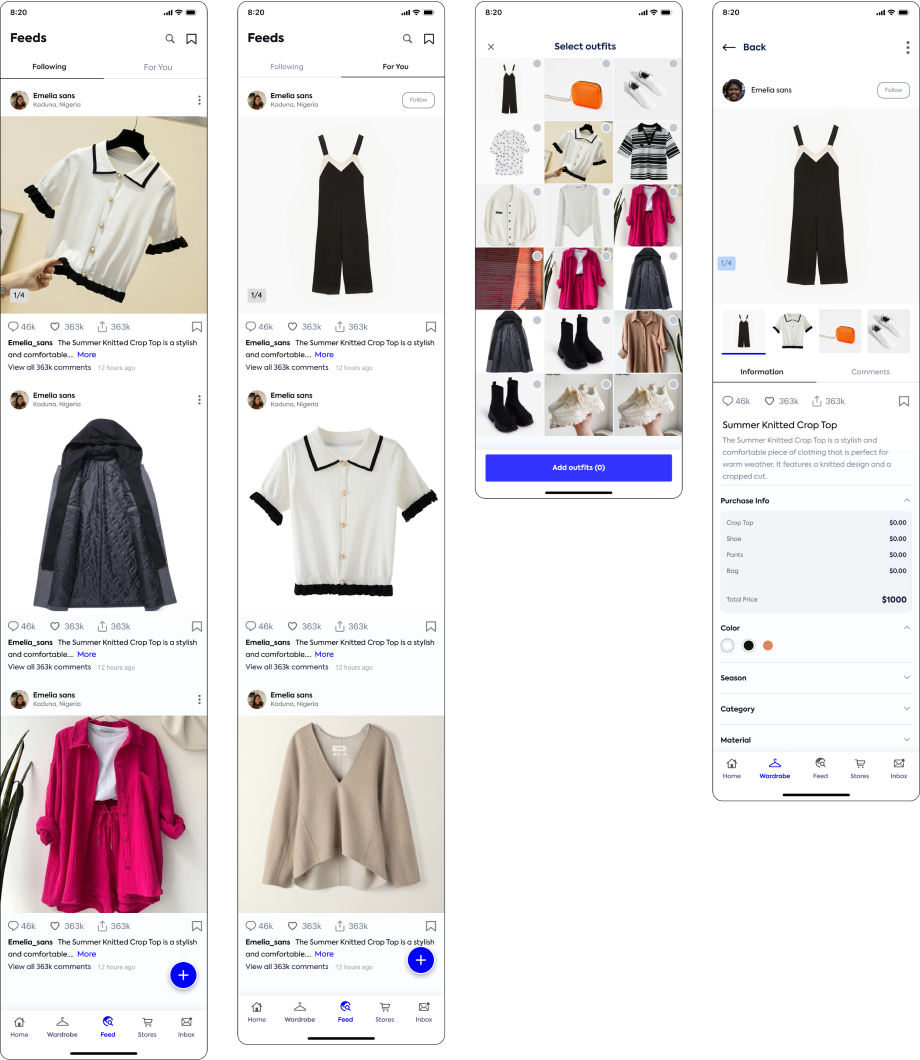 8:20
Feeds
Following
For You
Emelia sans
Kaduna, Nigeria
1/4
46k 363k 363k
Emelia_sans The Summer Knitted Crop Top is a stylish
and comfortable.... More
View all 363k comments 12 hours ago
Emelia sans
Kaduna, Nigeria
46k 363k 363k
Emelia_sans The Summer Knitted Crop Top is a stylish
and comfortable.... More
View all 363k comments 12 hours ago
Emelia sans
Kaduna, Nigeria
46k 363k 363k
Emelia_sans The Summer Knitted Crop Top is a stylish
and comfortable.... More
View all 363k comments 12 hours ago
Home Wardrobe Feed Stores Inbox
8:20
Feeds
Following
For You
Emelia sans
Kaduna, Nigeria
Follow
1/4
46k 363k 363k
Emelia_sans The Summer Knitted Crop Top is a stylish
and comfortable.... More
View all 363k comments 12 hours ago
Emelia sans
Kaduna, Nigeria
46k 363k 363k
Emelia_sans The Summer Knitted Crop Top is a stylish
and comfortable.... More
View all 363k comments 12 hours ago
Emelia sans
Kaduna, Nigeria
46k 363k 363k
Emelia_sans The Summer Knitted Crop Top is a stylish
and comfortable.... More
View all 363k comments 12 hours ago
Home Wardrobe Feed Stores Inbox
8:20
Select outfits
Add outfits (0)
8:20
Back
Emelia sans
Follow
1/4
Information
Comments
46k 363k 363k
Summer Knitted Crop Top
The Summer Knitted Crop Top is a stylish and
comfortable piece of clothing that is perfect for
warm weather. It features a knitted design and a
cropped cut.
Purchase Info
Crop Top $0.00
Shoe $0.00
Pants $0.00
Bag $0.00
Total Price $1000
Color
Season
Category
Material
Home Wardrobe Feed Stores Inbox